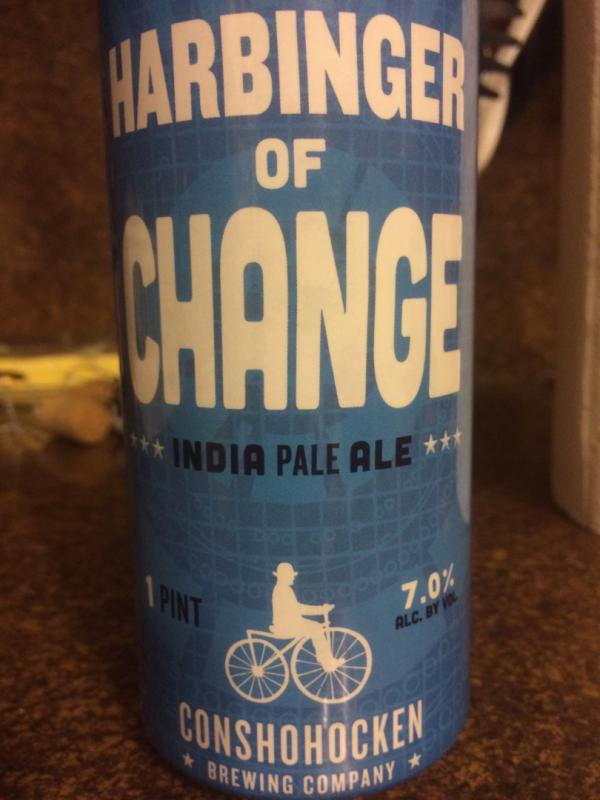 HARBINGER
OF
CHANGE
★★★ INDIA PALE ALE ★★★
1 PINT
7.0%
ALC. BY VOL.
CONSHOHOCKEN
★ BREWING COMPANY ★